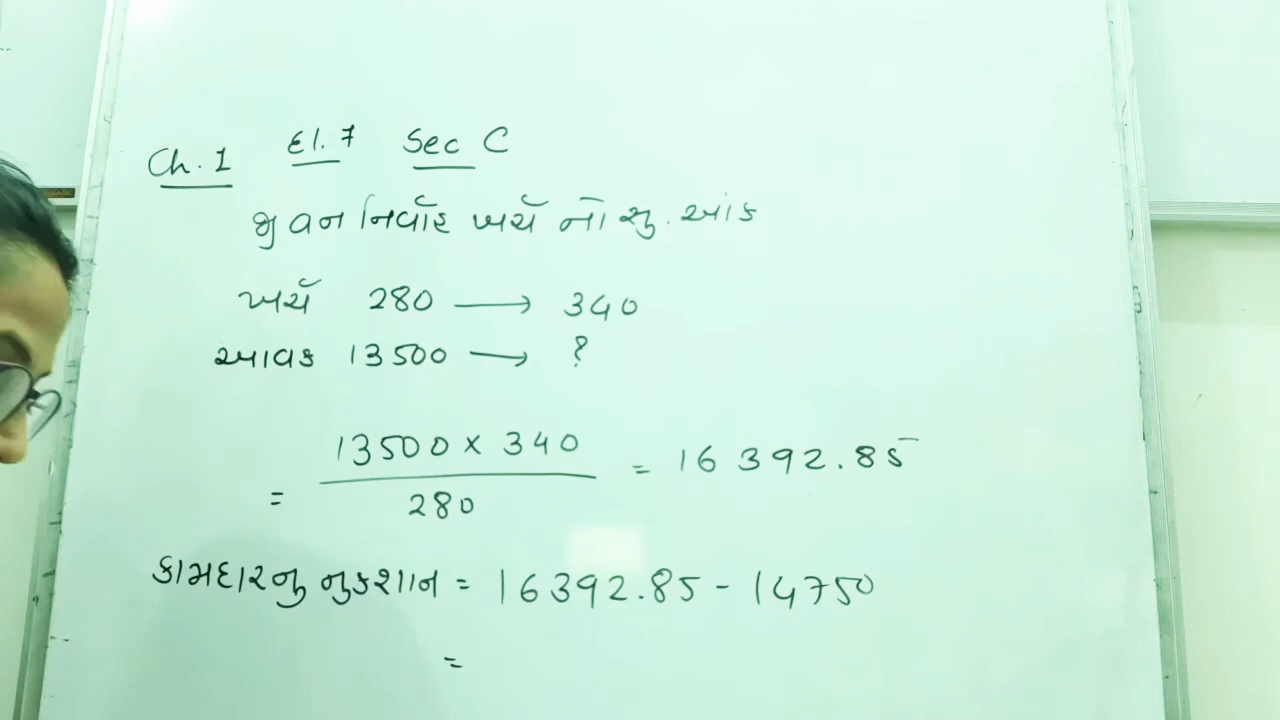 Ch. 1 દા. 7 Sec C
જીવન નિર્વાહ ખર્ચ નો સૂ. આંક
ખર્ચ 280 → 340
આવક 13500 → ?
13500 x 340
= = 16392.85
280
કામદારનુ નુકશાન = 16392.85 - 14750
=